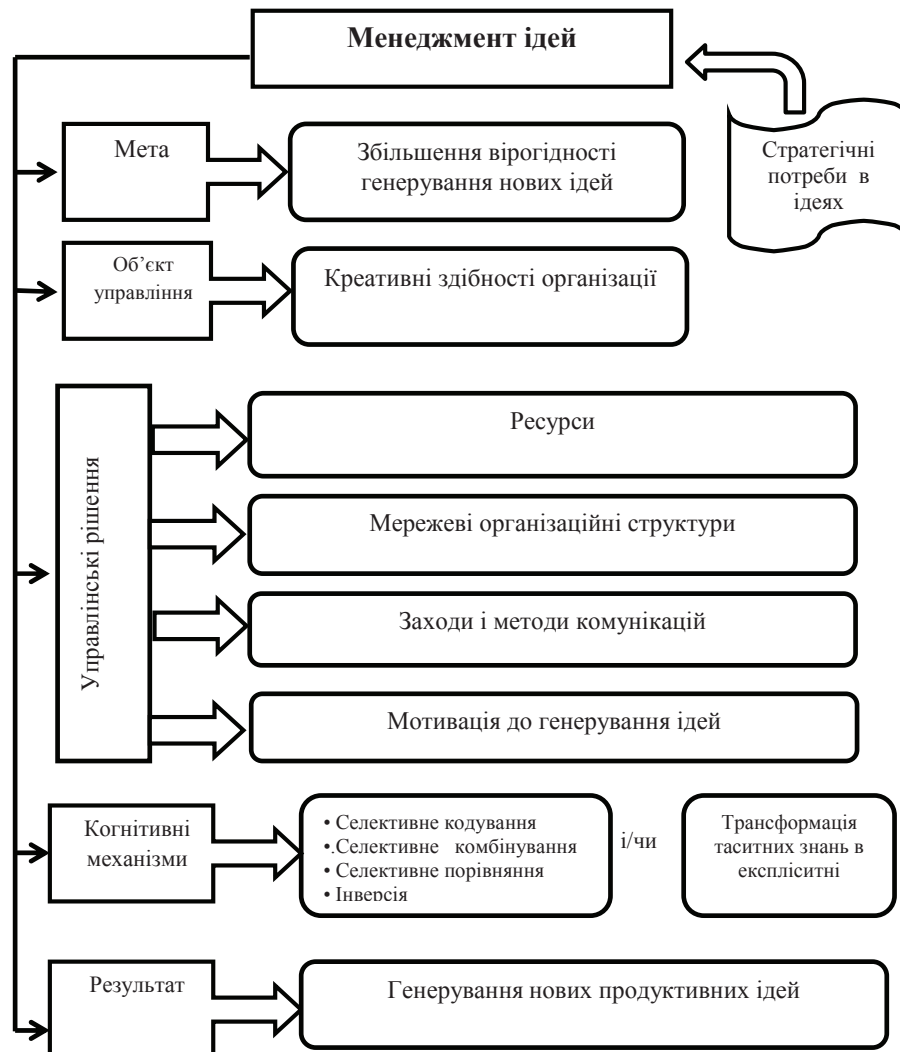 Менеджмент ідей
Стратегічні
потреби в
ідеях
Мета
Збільшення вірогідності
генерування нових ідей
Об’єкт
управління
Креативні здібності організації
Управлінські рішення
Ресурси
Мережеві організаційні структури
Заходи і методи комунікацій
Мотивація до генерування ідей
Когнітивні
механізми
• Селективне кодування
•.Селективне комбінування
• Селективне порівняння
• Інверсія
і/чи
Трансформація
таситних знань в
експліситні
Результат
Генерування нових продуктивних ідей